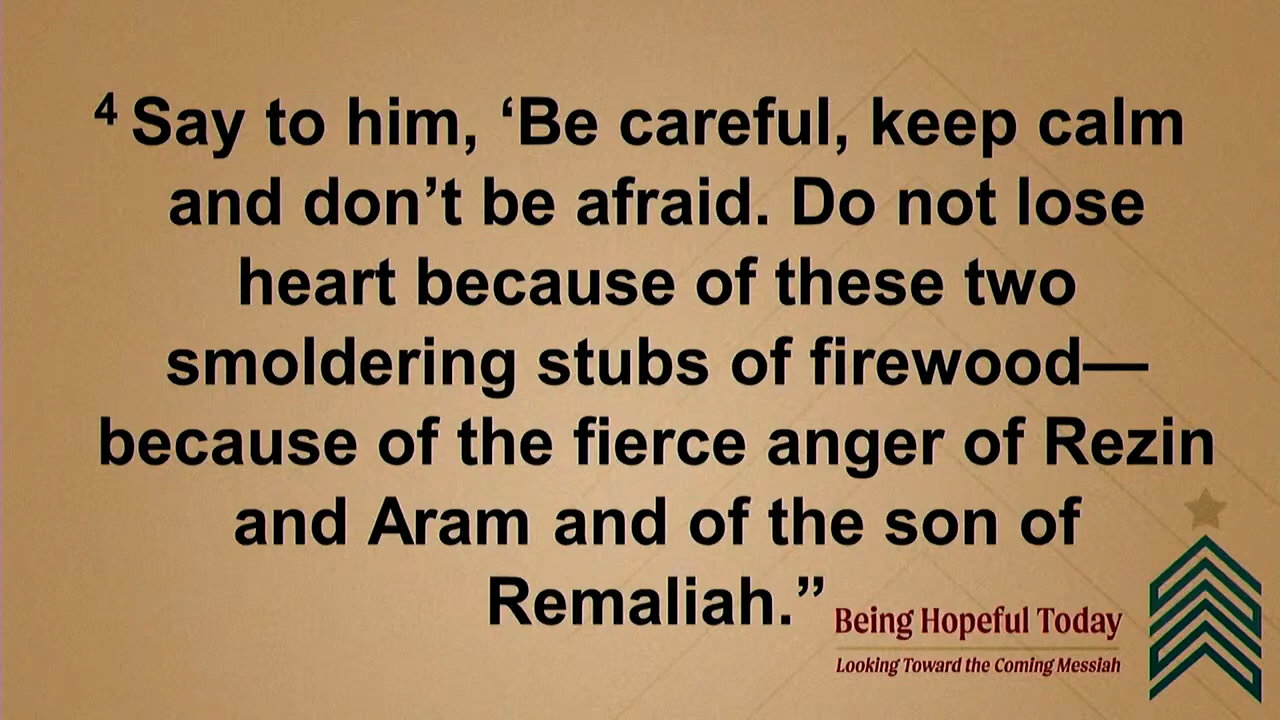 4 Say to him, ‘Be careful, keep calm
and don’t be afraid. Do not lose
heart because of these two
smoldering stubs of firewood—
because of the fierce anger of Rezin
and Aram and of the son of
Remaliah.”
Being Hopeful Today
Looking Toward the Coming Messiah